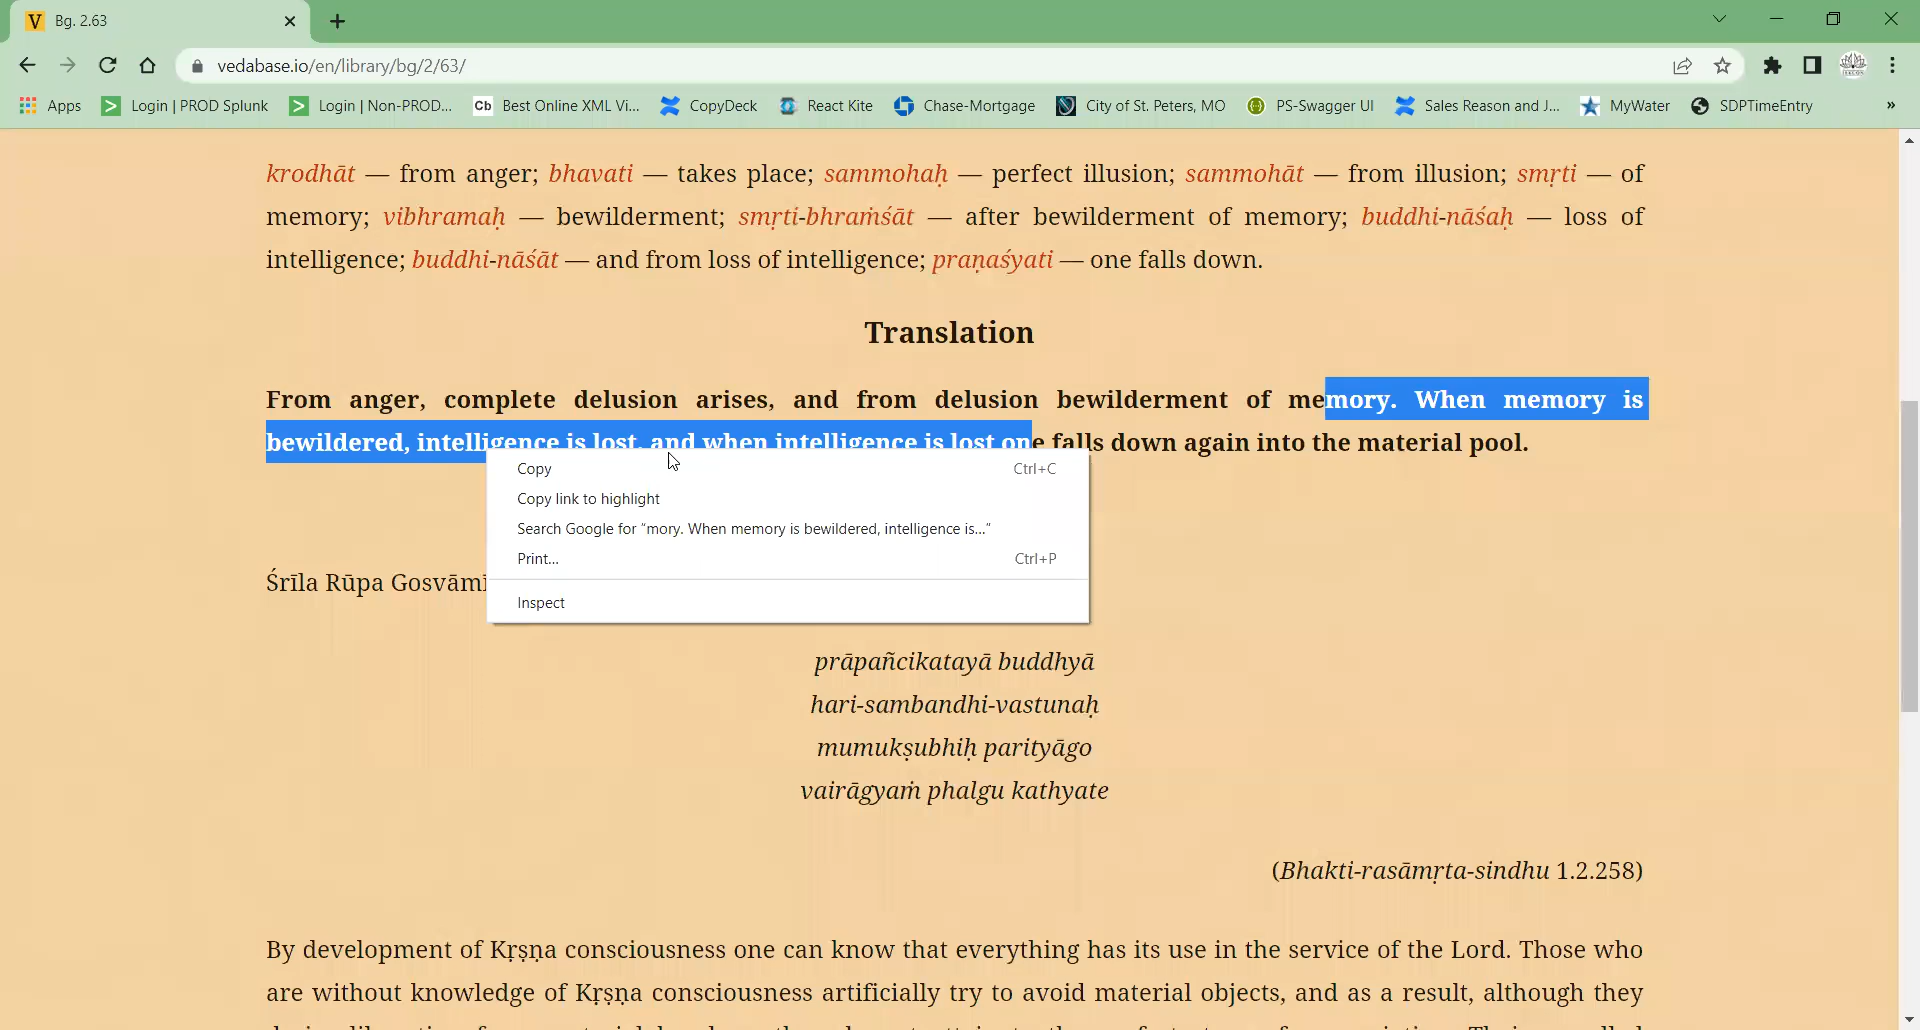 Bg. 2.63
vedabase.io/en/library/bg/2/63/
Apps Login | PROD Splunk Login | Non-PROD... Cb Best Online XML Vi... CopyDeck React Kite Chase-Mortgage City of St. Peters, MO PS-Swagger UI Sales Reason and J... MyWater SDPTimeEntry »
krodhāt — from anger; bhavati — takes place; sammohaḥ — perfect illusion; sammohāt — from illusion; smṛti — of
memory; vibhramaḥ — bewilderment; smṛti-bhraṁśāt — after bewilderment of memory; buddhi-nāśaḥ — loss of
intelligence; buddhi-nāśāt — and from loss of intelligence; praṇaśyati — one falls down.
Translation
From anger, complete delusion arises, and from delusion bewilderment of memory. When memory is
bewildered, intelligence is lost, and when intelligence is lost one falls down again into the material pool.
Copy Ctrl+C
Copy link to highlight
Search Google for “mory. When memory is bewildered, intelligence is...”
Print... Ctrl+P
Inspect
Śrīla Rūpa Gosvāmī
prāpañcikatayā buddhyā
hari-sambandhi-vastunaḥ
mumukṣubhiḥ parityāgo
vairāgyaṁ phalgu kathyate
(Bhakti-rasāmṛta-sindhu 1.2.258)
By development of Kṛṣṇa consciousness one can know that everything has its use in the service of the Lord. Those who
are without knowledge of Kṛṣṇa consciousness artificially try to avoid material objects, and as a result, although they